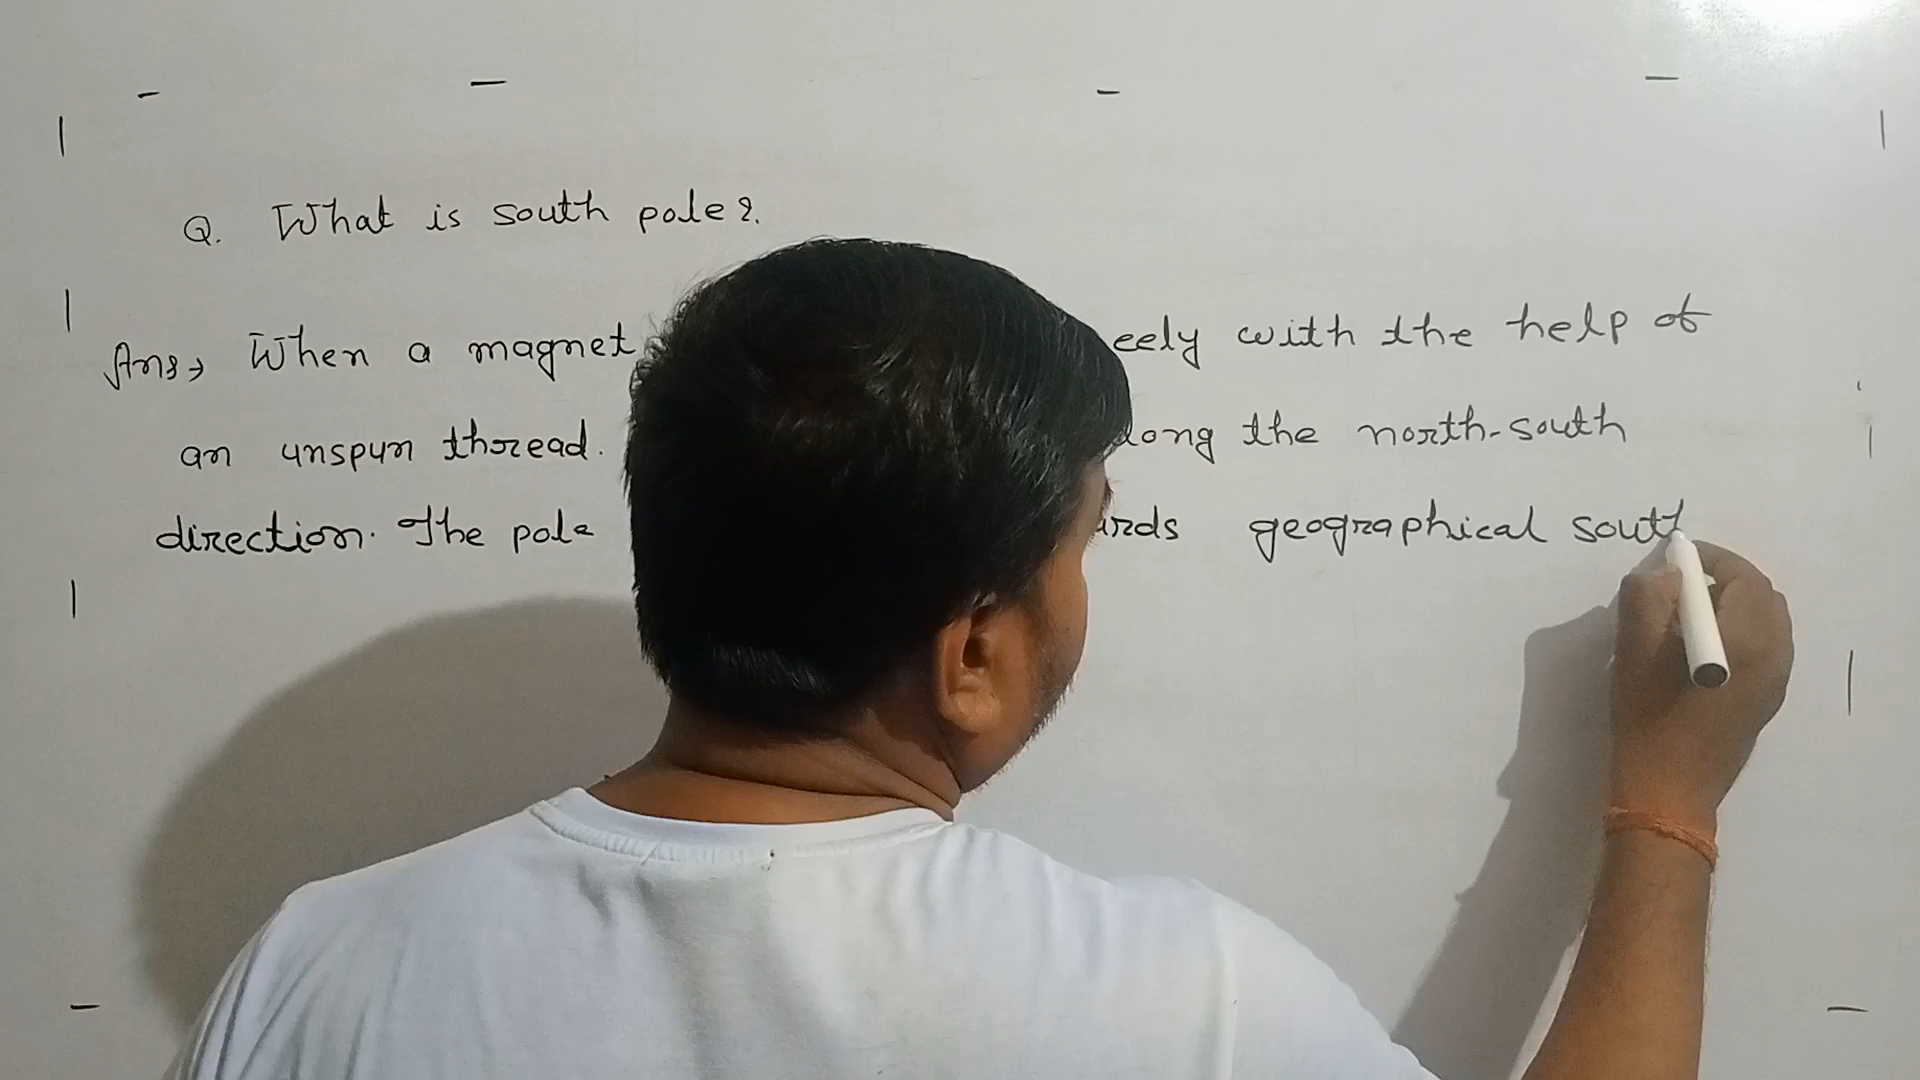 Q. What is south pole?.
Ans→ When a magnet eely with the help of
an unspun thread. long the north-south
direction. The pole rds geographical south